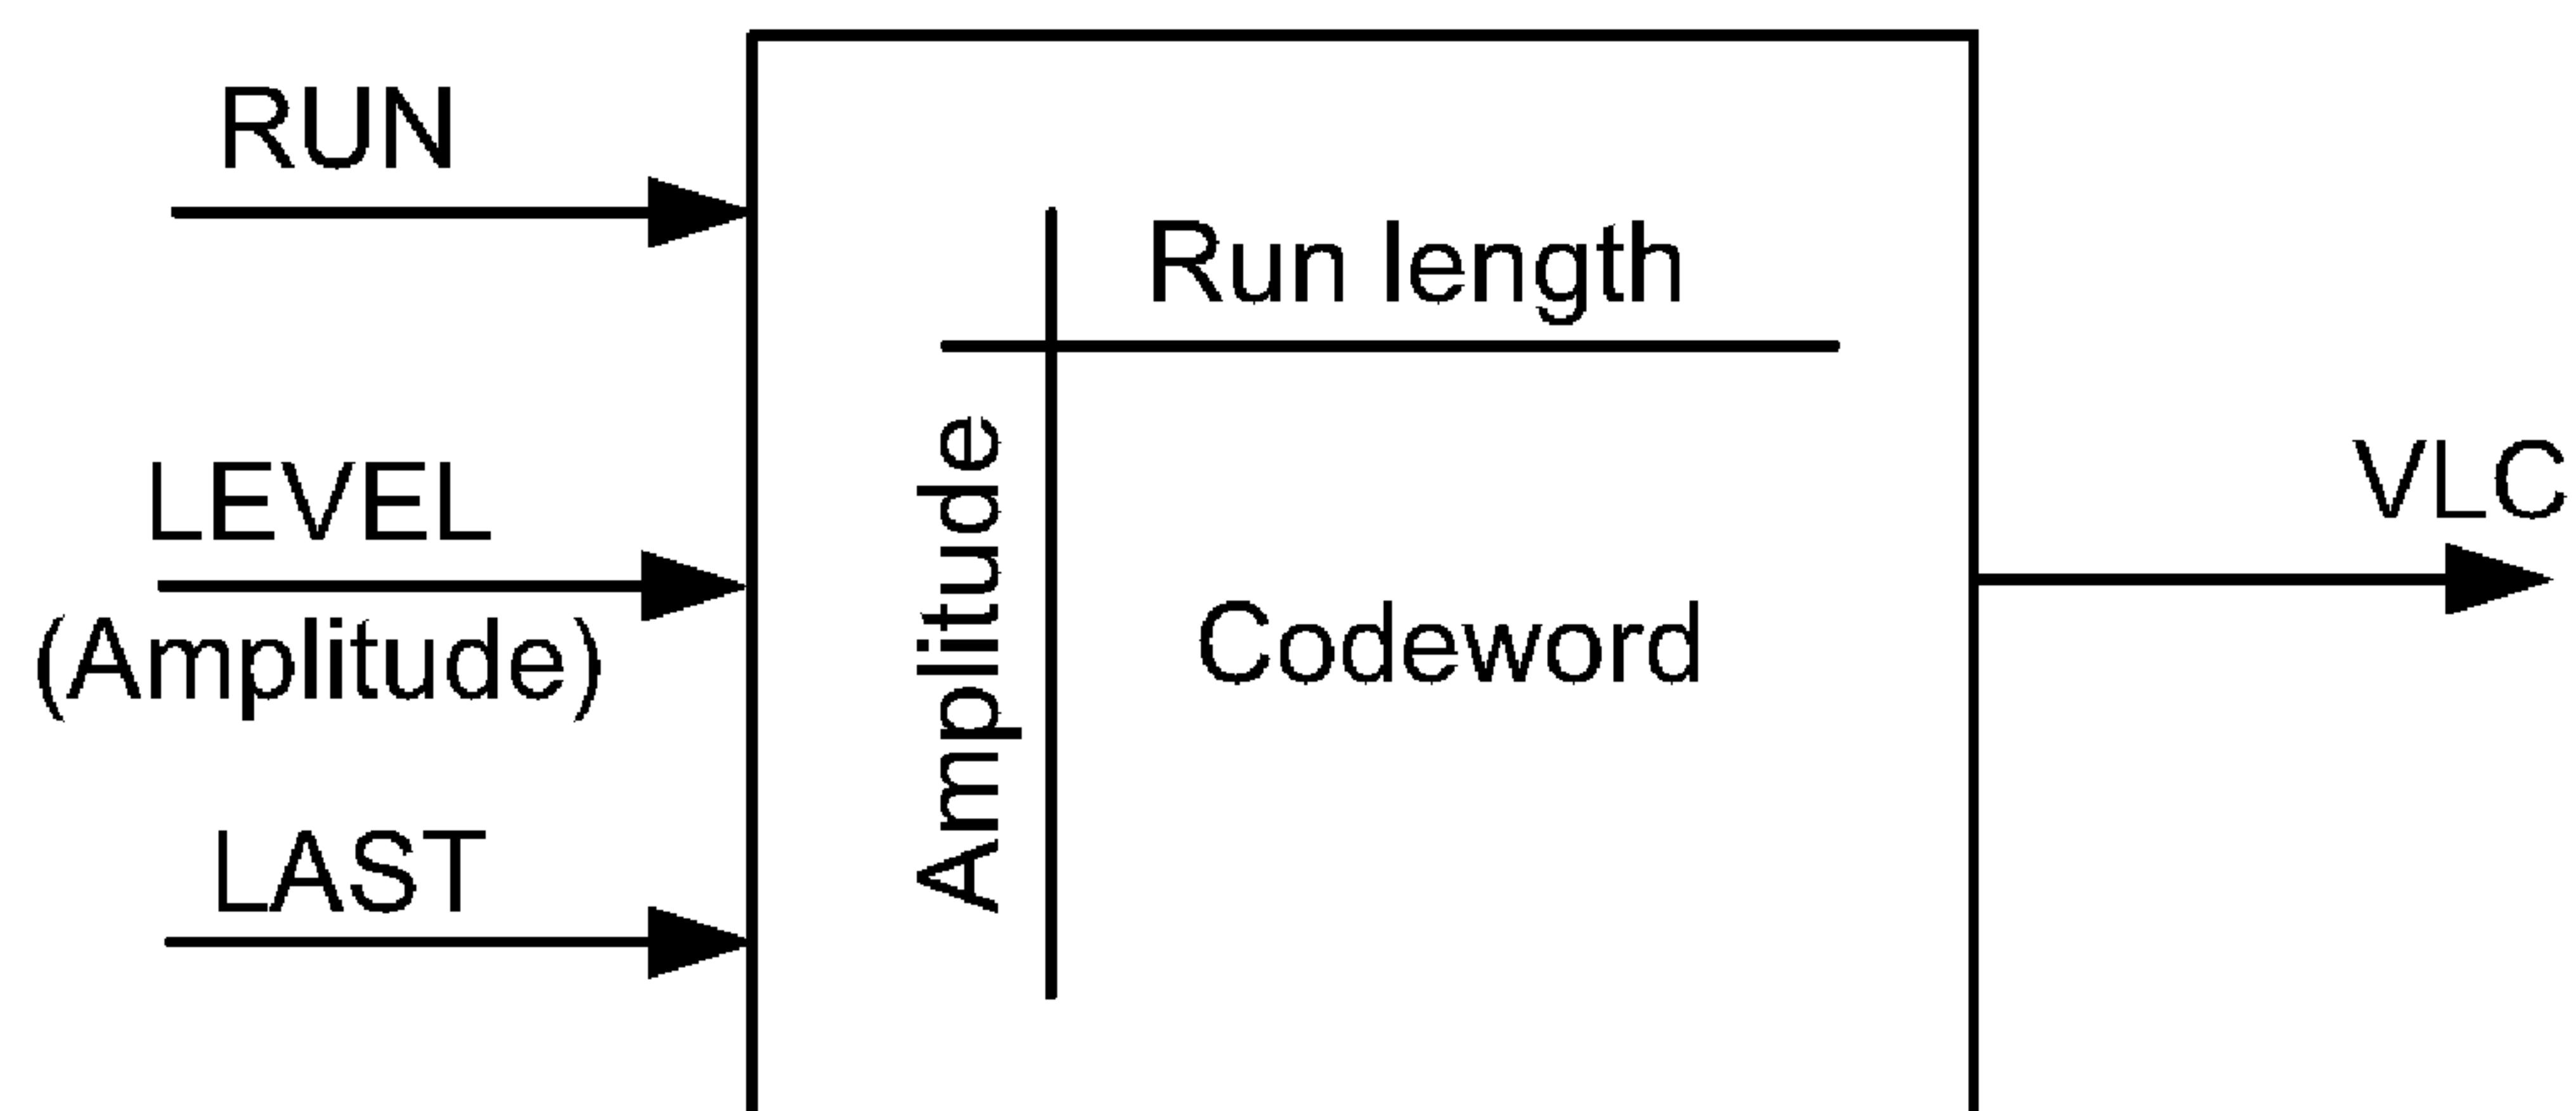 RUN
Run length
LEVEL
(Amplitude)
Amplitude
Codeword
VLC
LAST